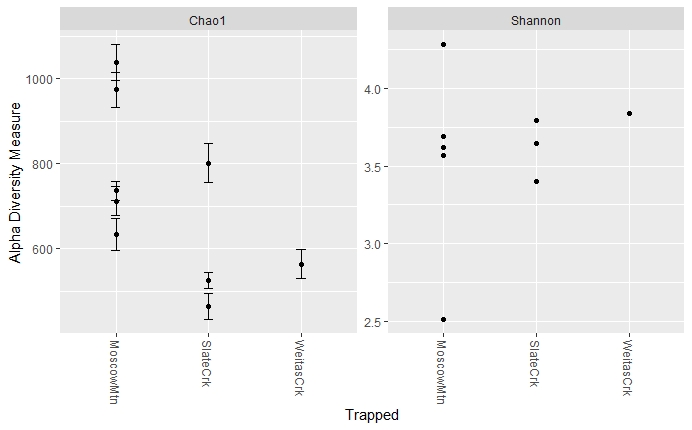 Chao1
Shannon
Alpha Diversity Measure
1000
800
600
4.0
3.5
3.0
2.5
MoscowMtn
SlateCrk
WeitasCrk
MoscowMtn
SlateCrk
WeitasCrk
Trapped